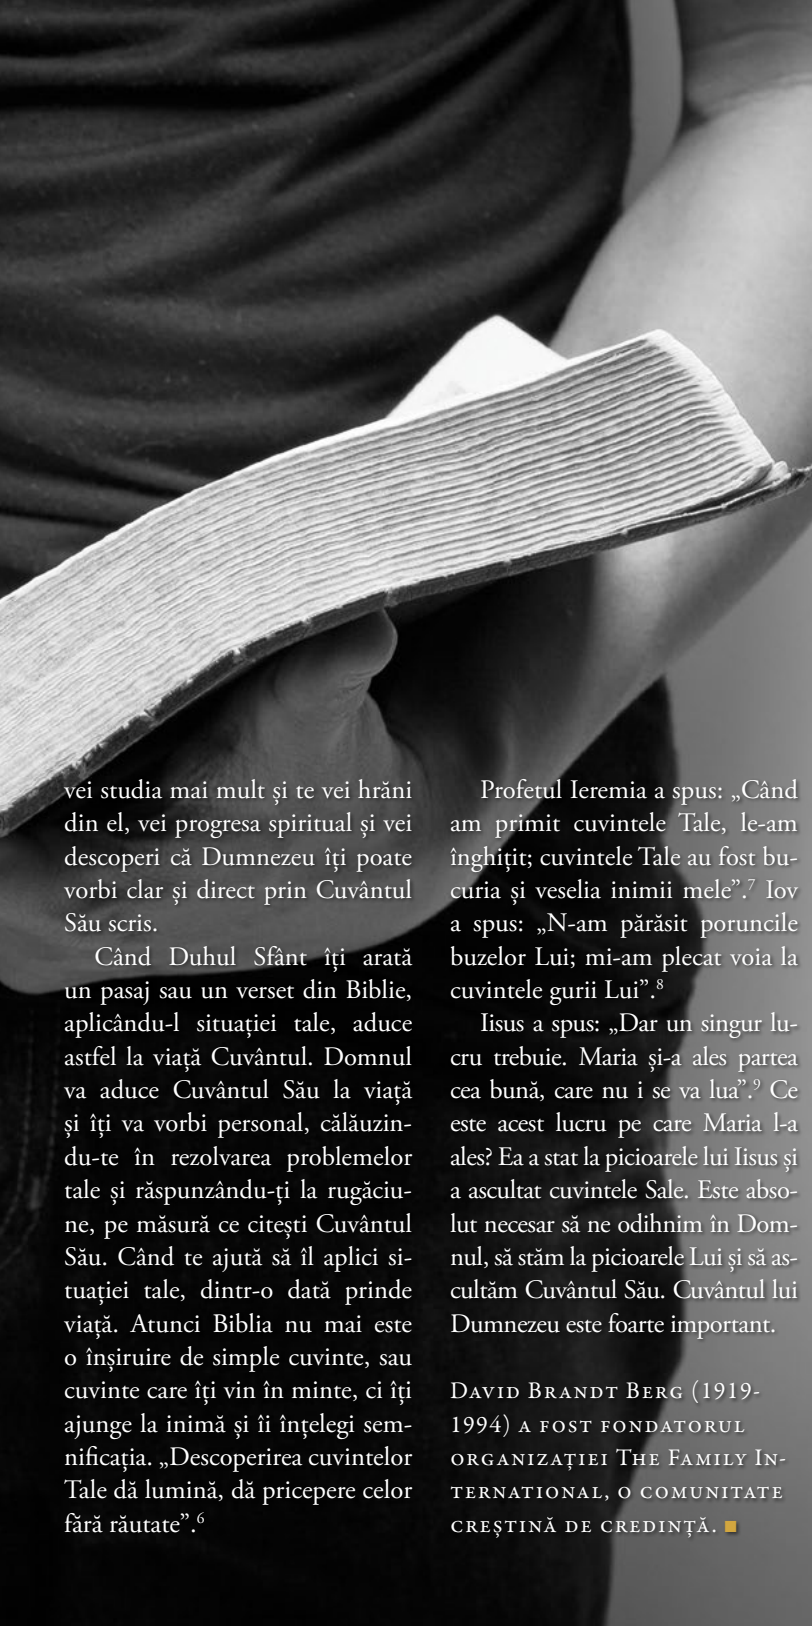 vei studia mai mult și te vei hrăni
din el, vei progresa spiritual și vei
descoperi că Dumnezeu îți poate
vorbi clar și direct prin Cuvântul
Său scris.
Când Duhul Sfânt îți arată
un pasaj sau un verset din Biblie,
aplicându-l situației tale, aduce
astfel la viață Cuvântul. Domnul
va aduce Cuvântul Său la viață
și îți va vorbi personal, călăuzin-
du-te în rezolvarea problemelor
tale și răspunzându-ți la rugăciu-
ne, pe măsură ce citești Cuvântul
Său. Când te ajută să îl aplici si-
tuației tale, dintr-o dată prinde
viață. Atunci Biblia nu mai este
o înșiruire de simple cuvinte, sau
cuvinte care îți vin în minte, ci îți
ajunge la inimă și îi înțelegi sem-
nificația. „Descoperirea cuvintelor
Tale dă lumină, dă pricepere celor
fără răutate”.⁶
Profetul Ieremia a spus: „Când
am primit cuvintele Tale, le-am
înghițit; cuvintele Tale au fost bu-
curia și veselia inimii mele”.⁷ Iov
a spus: „N-am părăsit poruncile
buzelor Lui; mi-am plecat voia la
cuvintele gurii Lui”.⁸
Iisus a spus: „Dar un singur lu-
cru trebuie. Maria și-a ales partea
cea bună, care nu i se va lua”.⁹ Ce
este acest lucru pe care Maria l-a
ales? Ea a stat la picioarele lui Iisus și
a ascultat cuvintele Sale. Este abso-
lut necesar să ne odihnim în Dom-
nul, să stăm la picioarele Lui și să as-
cultăm Cuvântul Său. Cuvântul lui
Dumnezeu este foarte important.
David Brandt Berg (1919-
1994) a fost fondatorul
organizației The Family In-
ternational, o comunitate
creștină de credință.